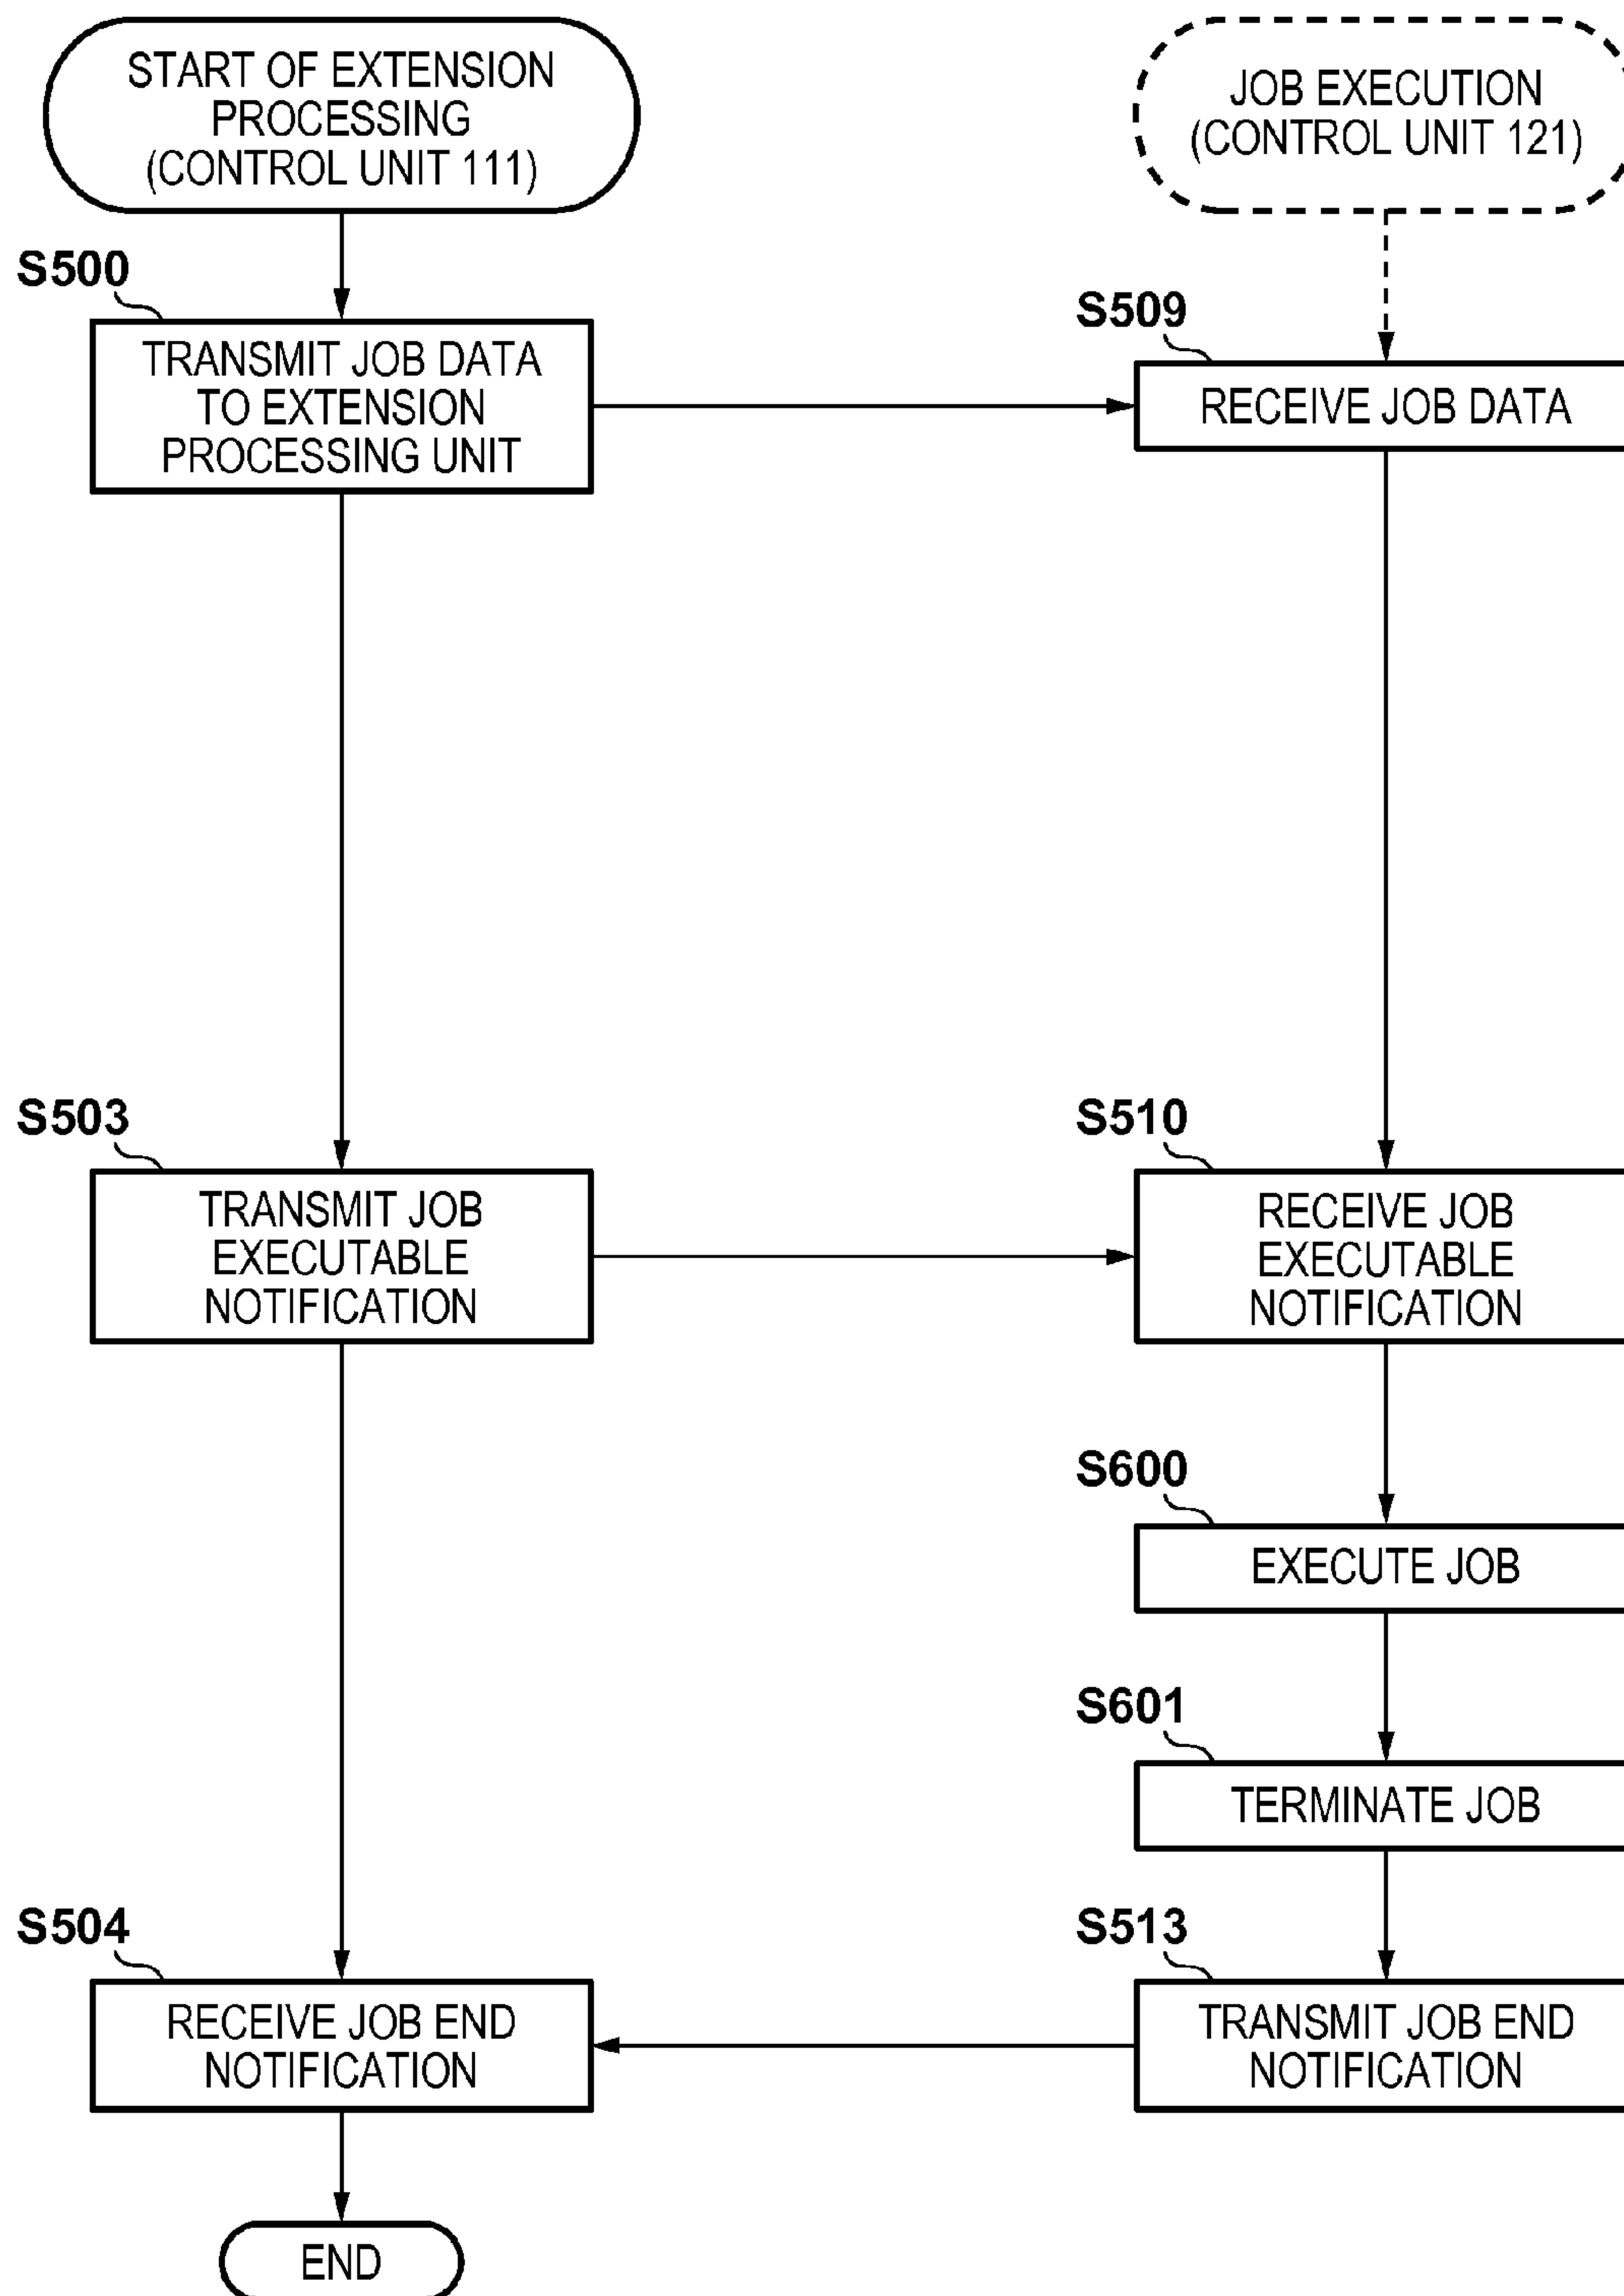 START OF EXTENSION
PROCESSING
(CONTROL UNIT 111)
JOB EXECUTION
(CONTROL UNIT 121)
S500
TRANSMIT JOB DATA
TO EXTENSION
PROCESSING UNIT
S509
RECEIVE JOB DATA
S503
TRANSMIT JOB
EXECUTABLE
NOTIFICATION
S510
RECEIVE JOB
EXECUTABLE
NOTIFICATION
S600
EXECUTE JOB
S601
TERMINATE JOB
S504
RECEIVE JOB END
NOTIFICATION
S513
TRANSMIT JOB END
NOTIFICATION
END